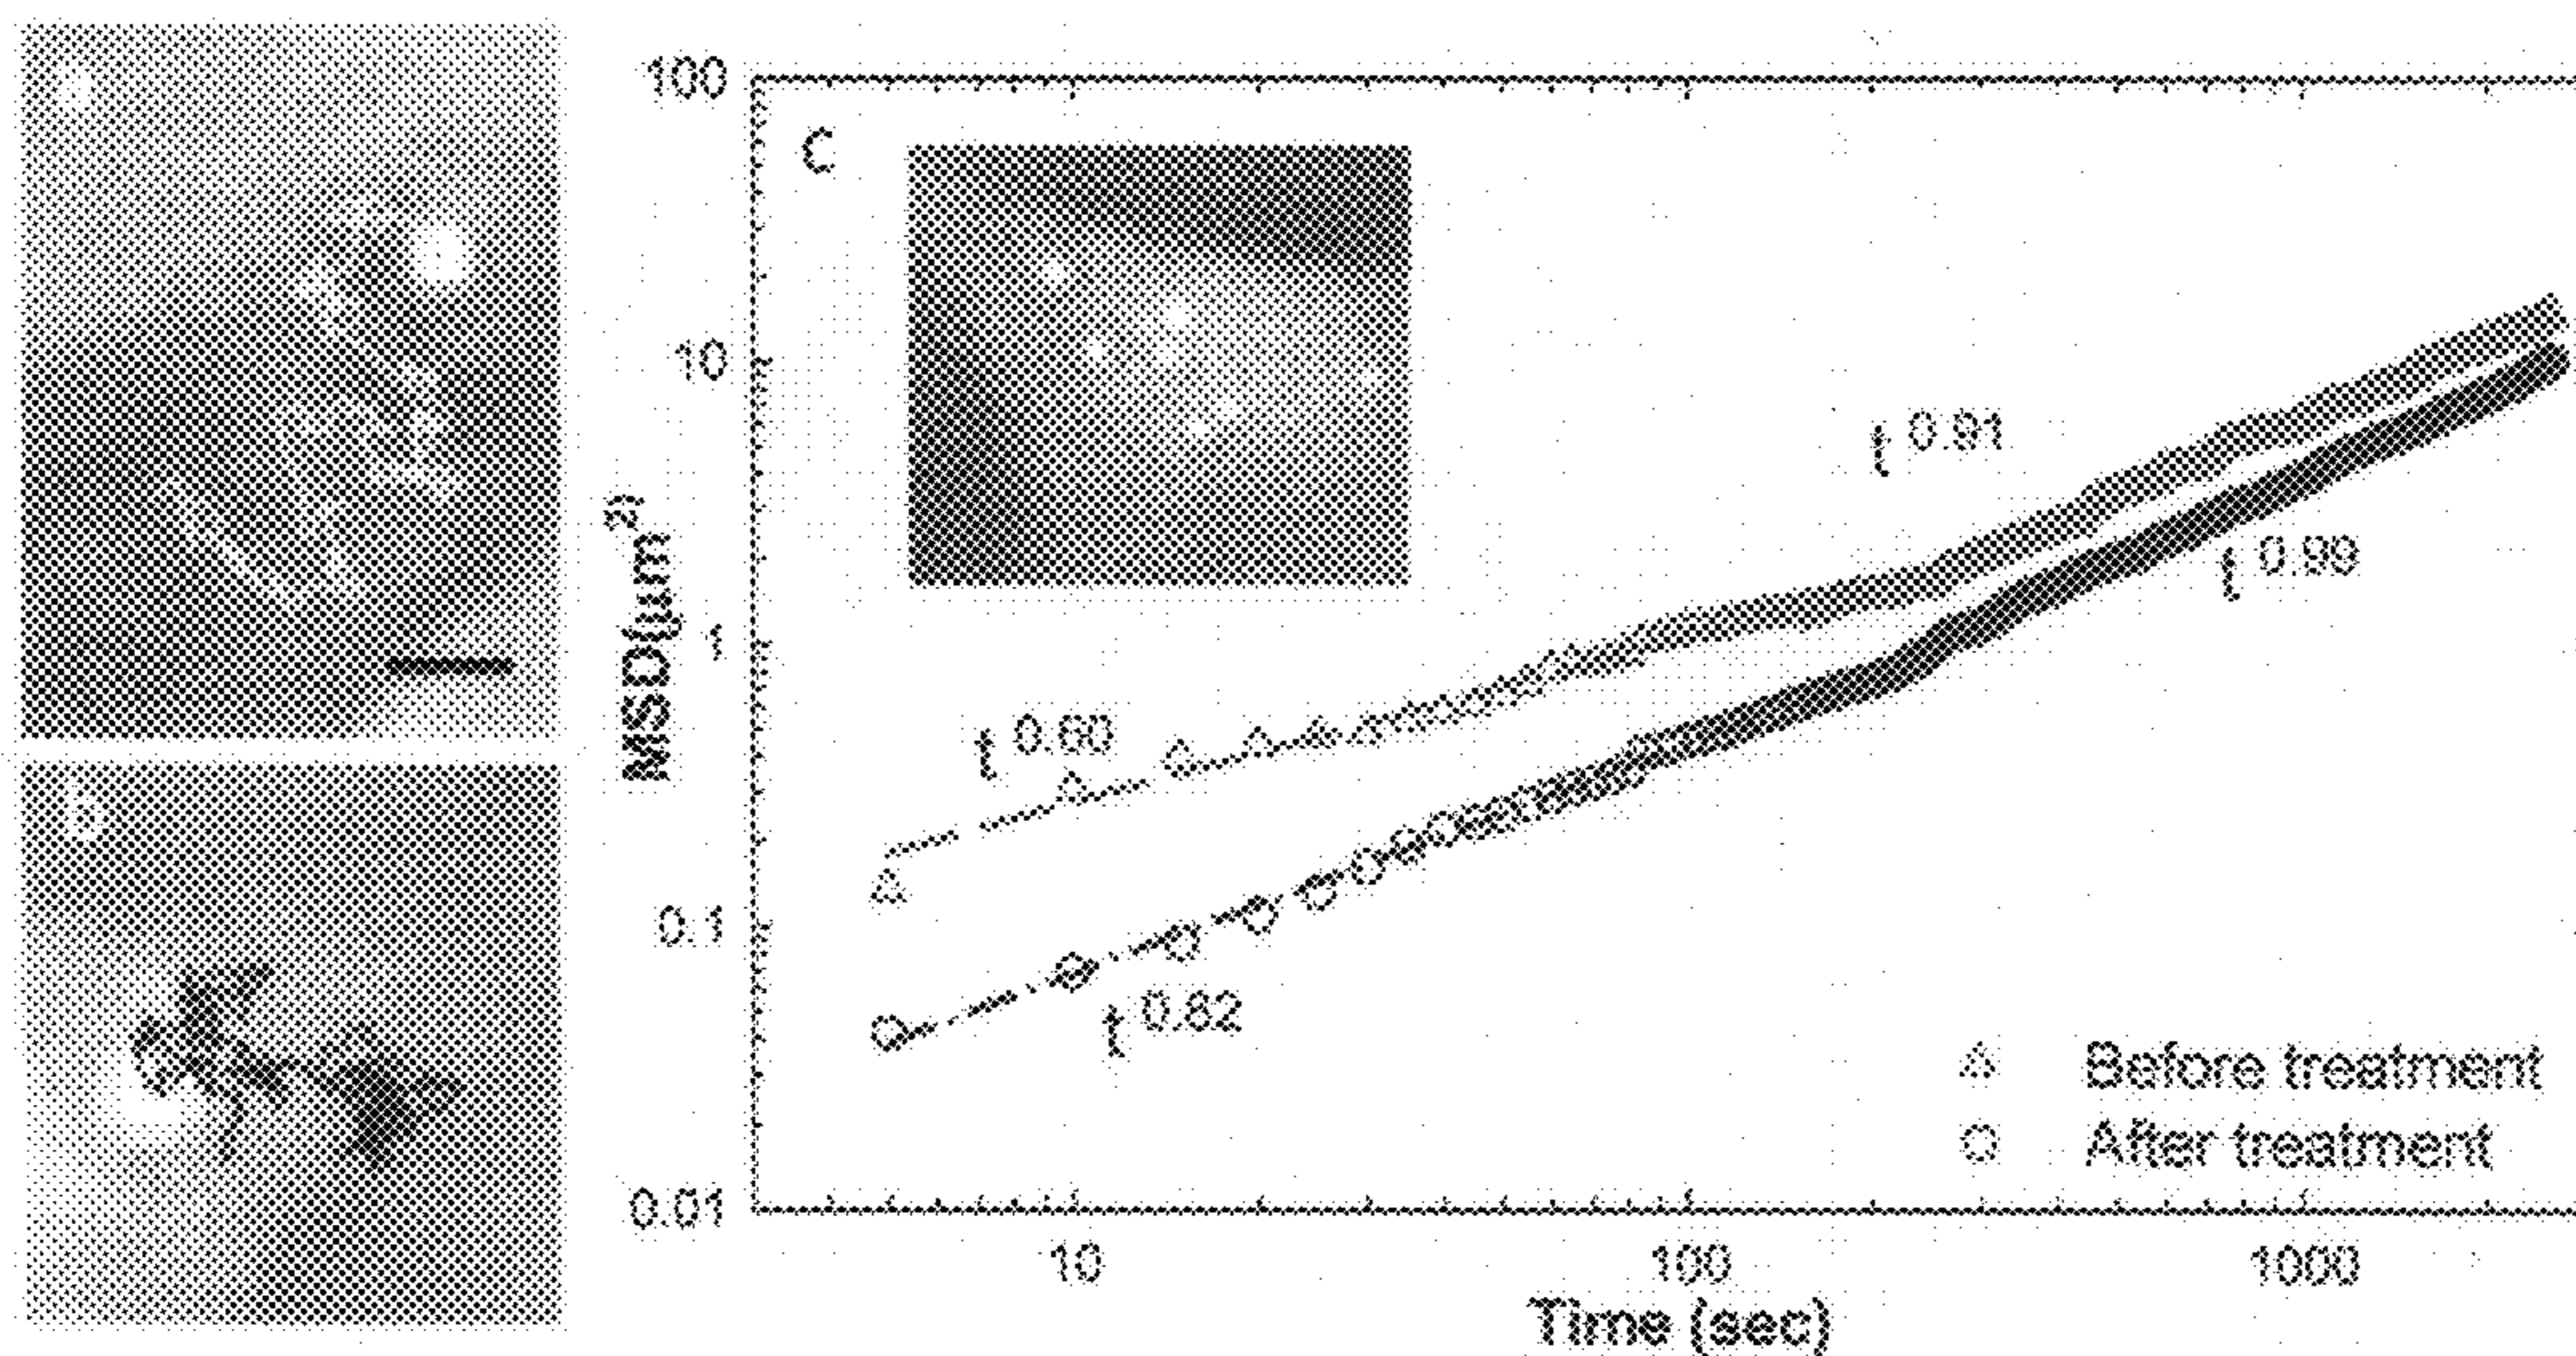 a
b
c
100
10
1
0.1
0.01
MSD(µm²)
t 0.91
t 0.99
t 0.60
t 0.82
Before treatment
After treatment
10
100
1000
Time (sec)